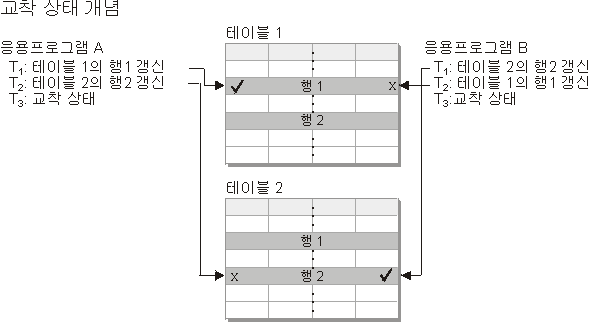 교착 상태 개념
응용프로그램 A
T1: 테이블 1의 행1 갱신
T2: 테이블 2의 행2 갱신
T3: 교착 상태
테이블 1
행 1 x
행 2
응용프로그램 B
T1: 테이블 2의 행2 갱신
T2: 테이블 1의 행1 갱신
T3:교착 상태
테이블 2
행 1
x 행 2